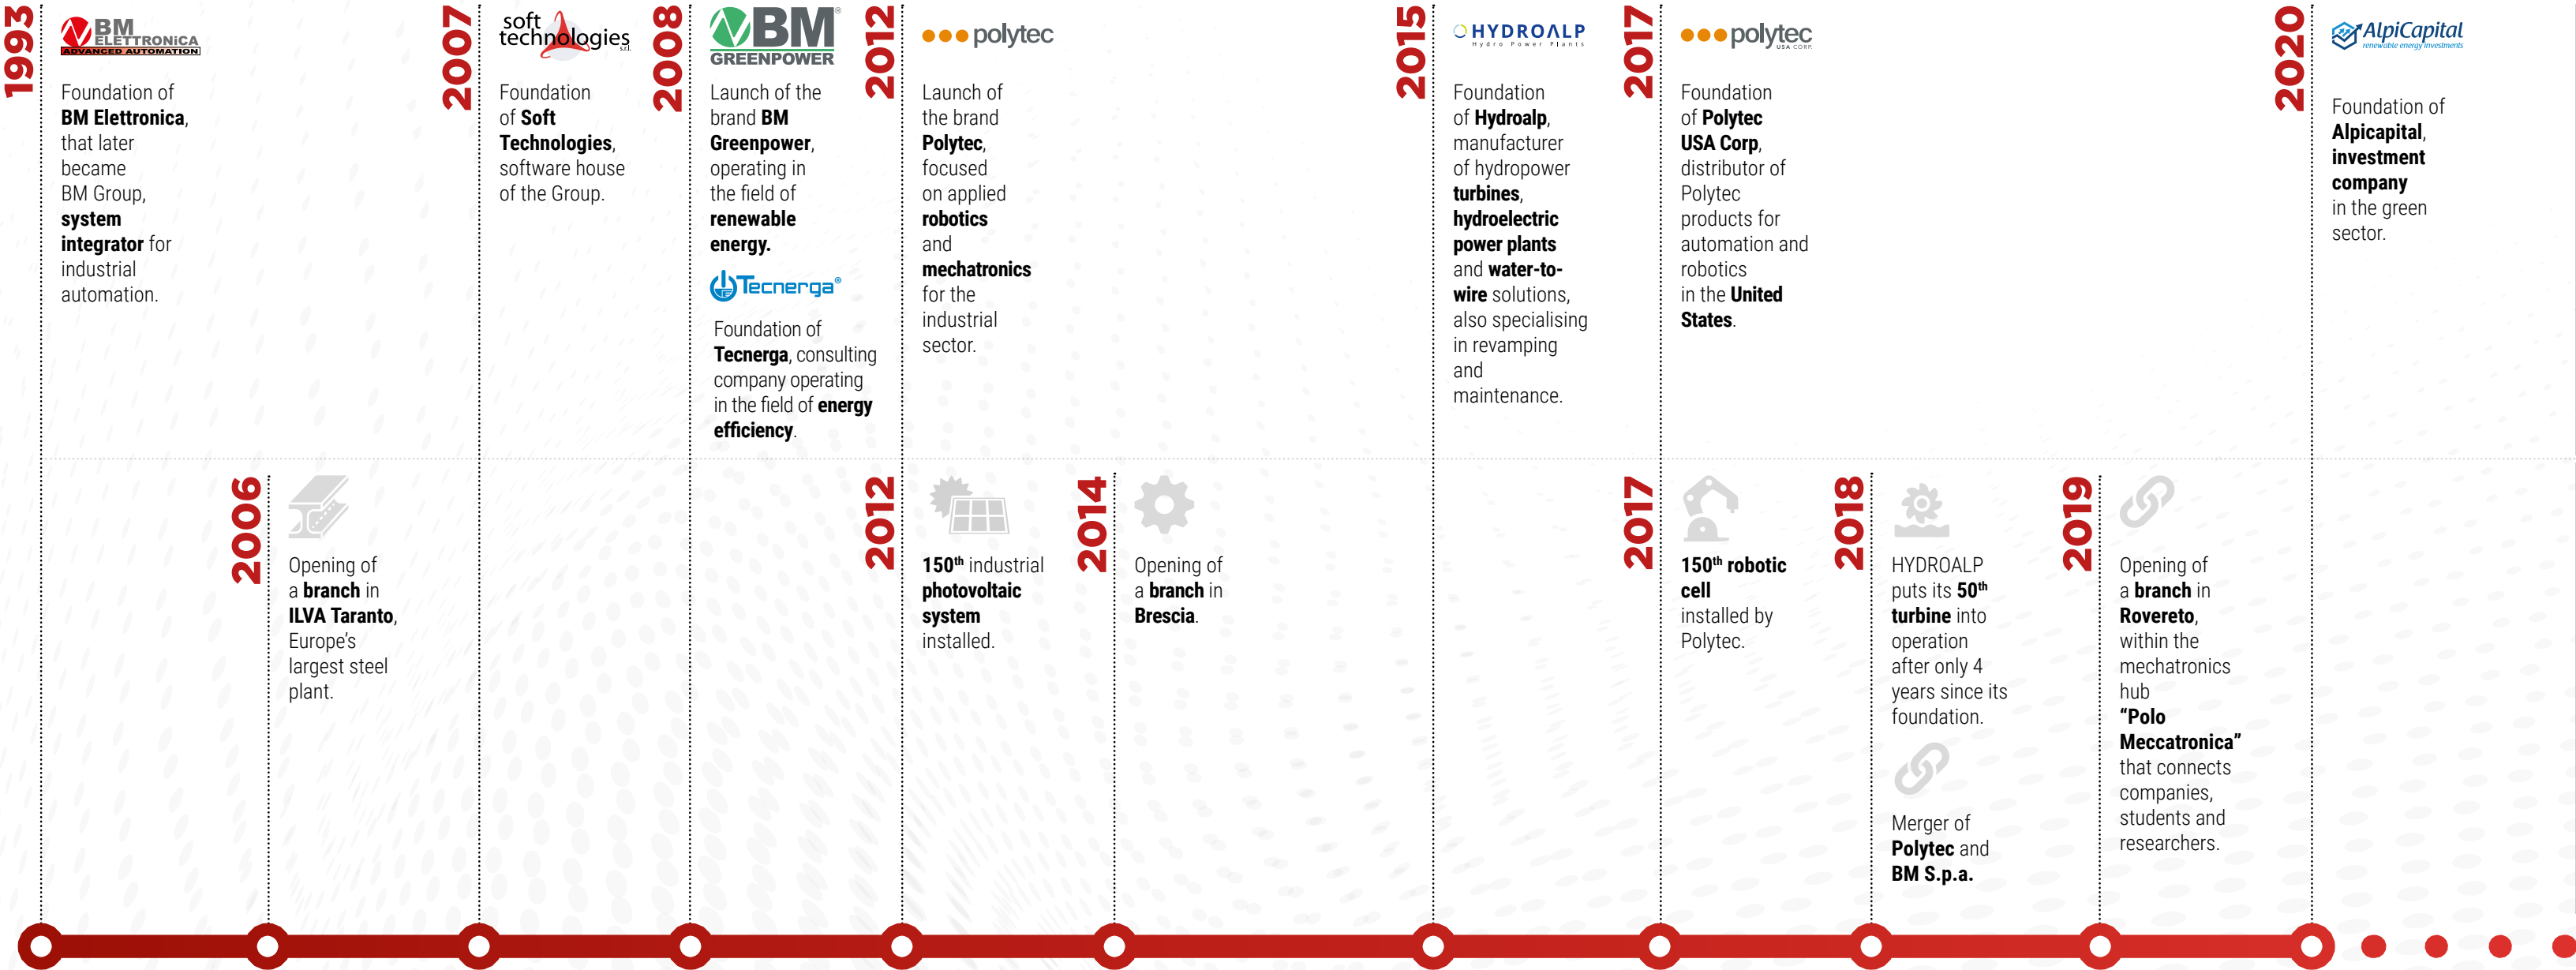 1993
BM
ELETTRONiCA
ADVANCED AUTOMATION
Foundation of
BM Elettronica,
that later
became
BM Group,
system
integrator for
industrial
automation.
2007
soft
technologies
s.r.l.
Foundation
of Soft
Technologies,
software house
of the Group.
2008
BM®
GREENPOWER
Launch of the
brand BM
Greenpower,
operating in
the field of
renewable
energy.
Tecnerga®
Foundation of
Tecnerga, consulting
company operating
in the field of energy
efficiency.
2012
polytec
Launch of
the brand
Polytec,
focused
on applied
robotics
and
mechatronics
for the
industrial
sector.
2015
HYDROALP
Hydro Power Plants
Foundation
of Hydroalp,
manufacturer
of hydropower
turbines,
hydroelectric
power plants
and water-to-
wire solutions,
also specialising
in revamping
and
maintenance.
2017
polytec
USA CORP.
Foundation
of Polytec
USA Corp,
distributor of
Polytec
products for
automation and
robotics
in the United
States.
2020
AlpiCapital
renewable energy investments
Foundation of
Alpicapital,
investment
company
in the green
sector.
2006
Opening of
a branch in
ILVA Taranto,
Europe's
largest steel
plant.
2012
150th industrial
photovoltaic
system
installed.
2014
Opening of
a branch in
Brescia.
2017
150th robotic
cell
installed by
Polytec.
2018
HYDROALP
puts its 50th
turbine into
operation
after only 4
years since its
foundation.
Merger of
Polytec and
BM S.p.a.
2019
Opening of
a branch in
Rovereto,
within the
mechatronics
hub
“Polo
Meccatronica”
that connects
companies,
students and
researchers.